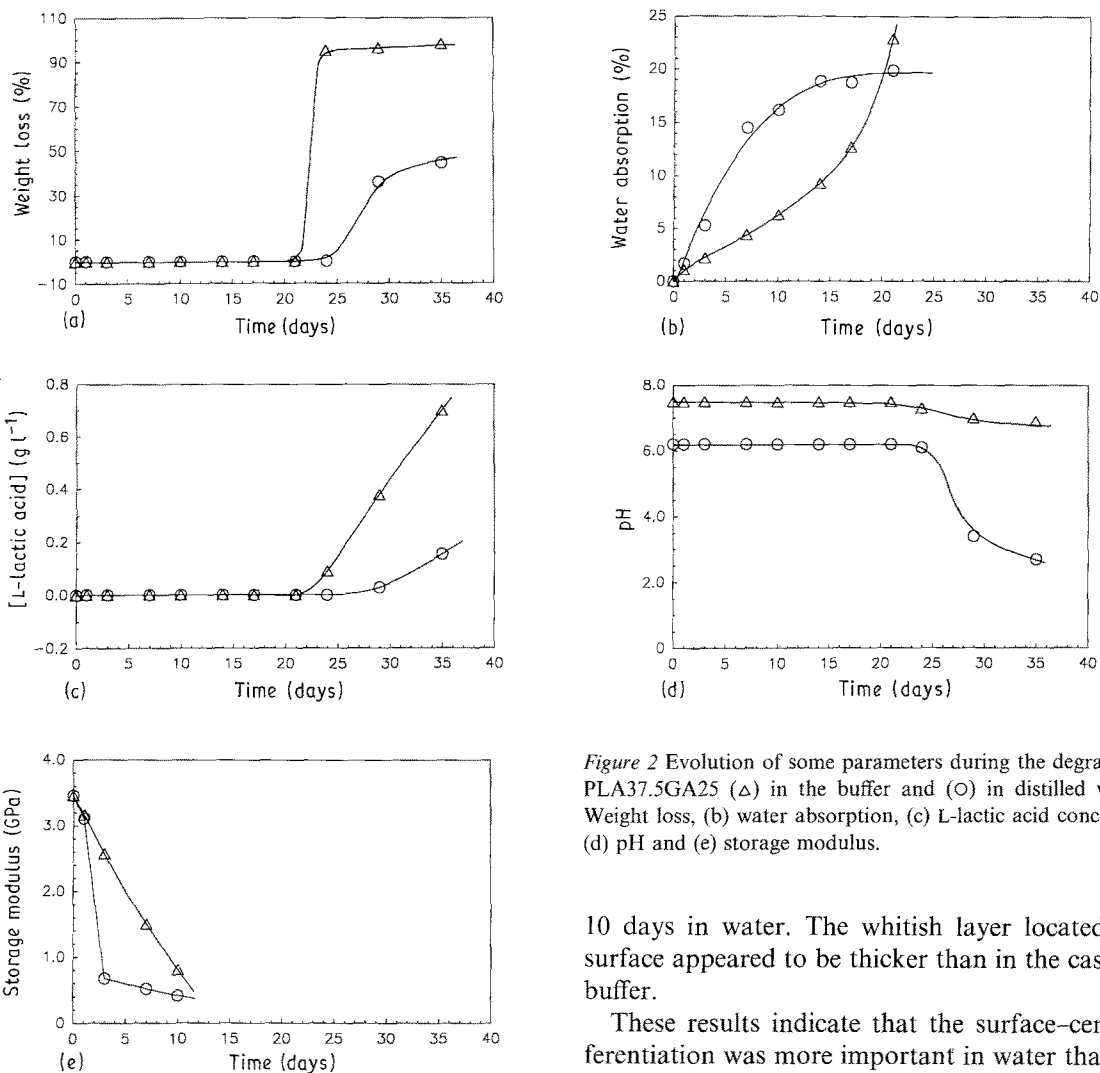 110
90
70
50
30
10
−10
Weight loss (%)
0 5 10 15 20 25 30 35 40
(a) Time (days)
25
20
15
10
5
0
Water absorption (%)
0 5 10 15 20 25 30 35 40
(b) Time (days)
0.8
0.6
0.4
0.2
0.0
−0.2
[L-lactic acid] (g l⁻¹)
0 5 10 15 20 25 30 35 40
(c) Time (days)
8.0
6.0
4.0
2.0
0
pH
0 5 10 15 20 25 30 35 40
(d) Time (days)
4.0
3.0
2.0
1.0
0
Storage modulus (GPa)
0 5 10 15 20 25 30 35 40
(e) Time (days)
Figure 2 Evolution of some parameters during the degra
PLA37.5GA25 (△) in the buffer and (○) in distilled
Weight loss, (b) water absorption, (c) L-lactic acid conc
(d) pH and (e) storage modulus.
10 days in water. The whitish layer located
surface appeared to be thicker than in the cas
buffer.
These results indicate that the surface–cen
ferentiation was more important in water tha